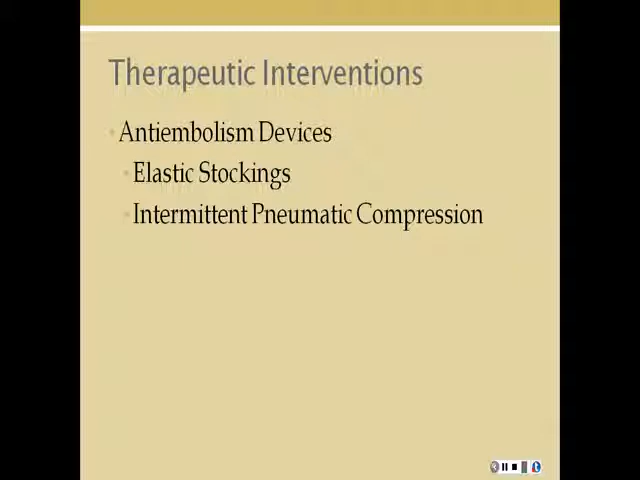 Therapeutic Interventions
Antiembolism Devices
Elastic Stockings
Intermittent Pneumatic Compression